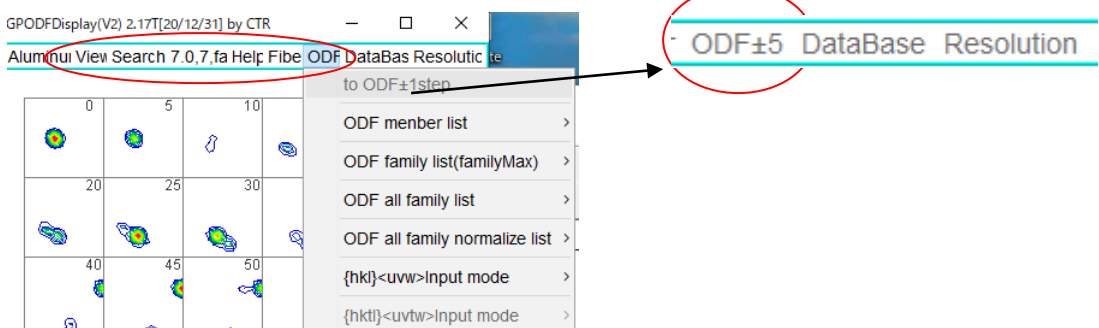 GPODFDisplay(V2) 2.17T[20/12/31] by CTR
Aluminui View Search 7.0,7,fa Help Fibe ODF DataBas Resolutic
ODF±5 DataBase Resolution
to ODF±1step
ODF menber list
ODF family list(familyMax)
ODF all family list
ODF all family normalize list
{hkl}<uvw>Input mode
{hktl}<uvtw>Input mode
0 5 10
20 25 30
40 45 50